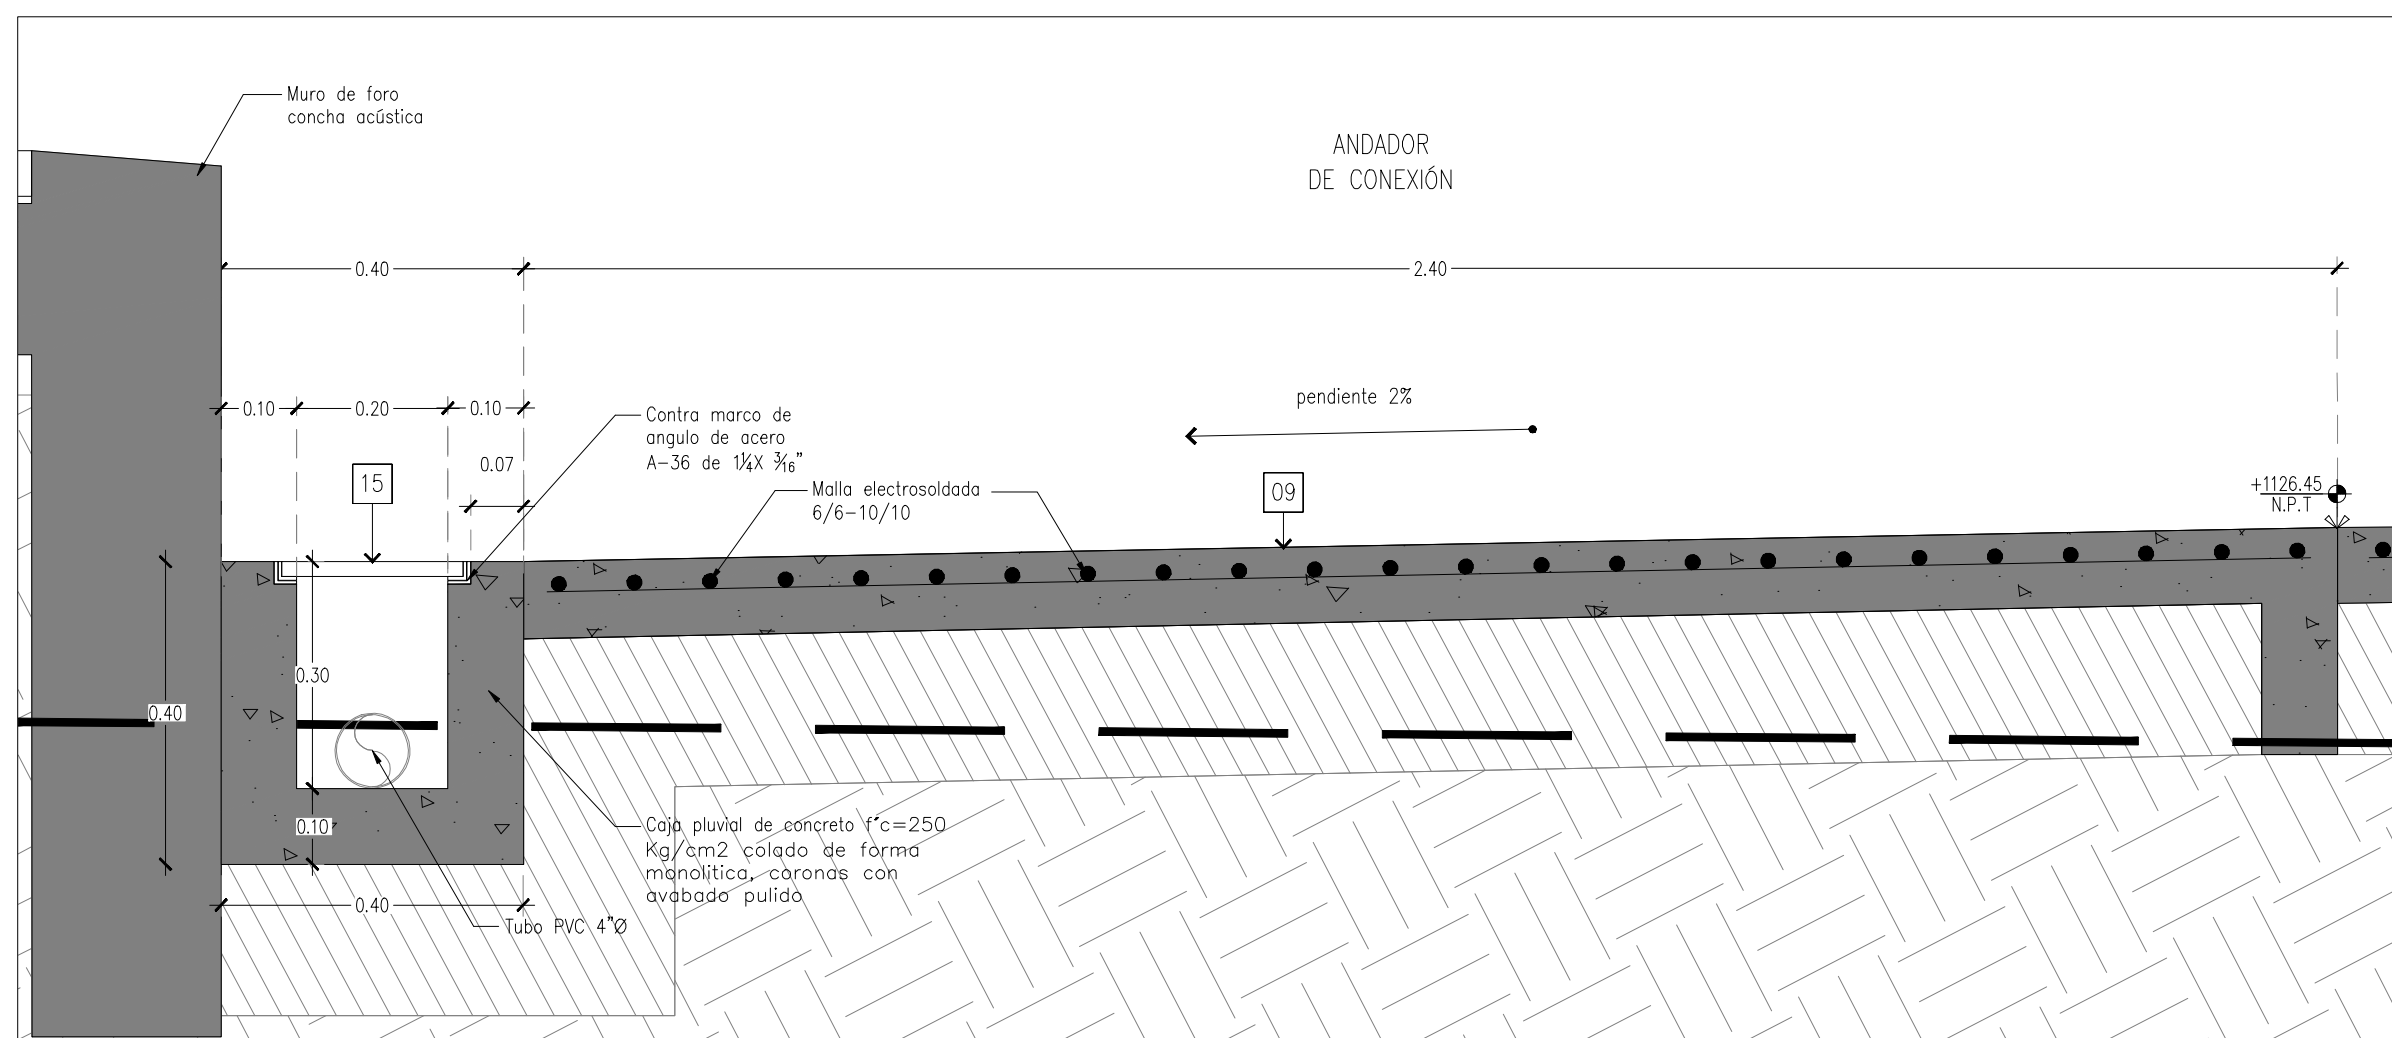 Muro de foro
concha acústica
ANDADOR
DE CONEXIÓN
0.40
2.40
pendiente 2%
0.10
0.20
0.10
Contra marco de
angulo de acero
A-36 de 1¼X ³⁄₁₆"
0.07
15
Malla electrosoldada
6/6-10/10
09
+1126.45
N.P.T
0.30
0.40
0.10
Caja pluvial de concreto f´c=250
Kg/cm2 colado de forma
monolitica, coronas con
avabado pulido
0.40
Tubo PVC 4"Ø